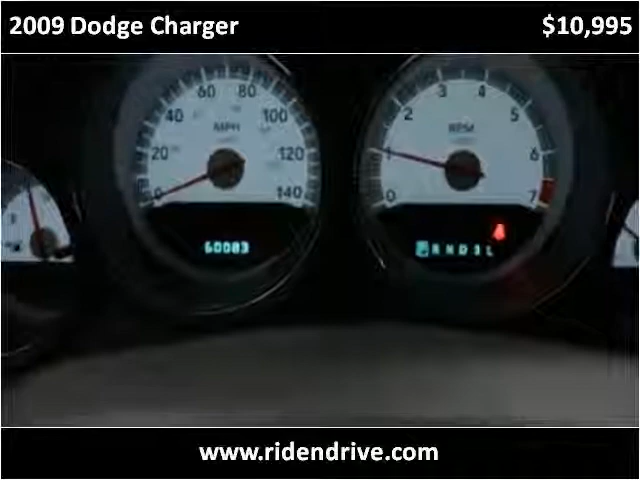 2009 Dodge Charger $10,995
60 80
40 MPH 100
20 120
0 140
60083
3 4
2 RPM 5
1 6
0 7
P R N D 3 L
www.ridendrive.com